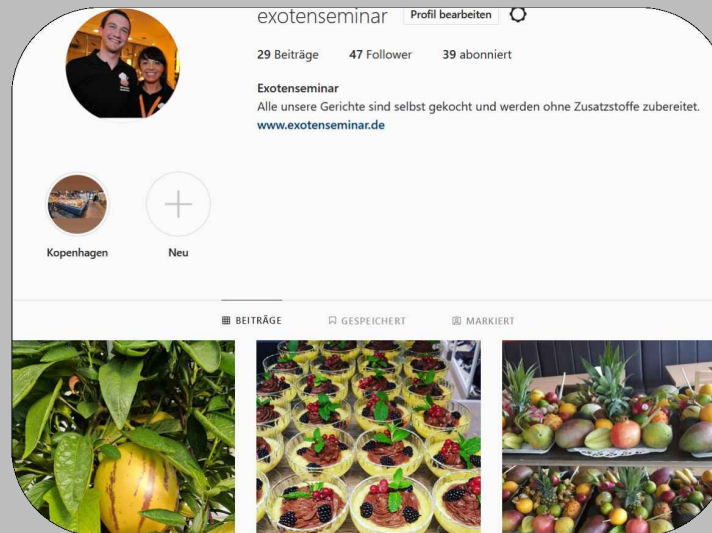 exotenseminar Profil bearbeiten
29 Beiträge 47 Follower 39 abonniert
Exotenseminar
Alle unsere Gerichte sind selbst gekocht und werden ohne Zusatzstoffe zubereitet.
www.exotenseminar.de
Kopenhagen Neu
BEITRÄGE GESPEICHERT MARKIERT